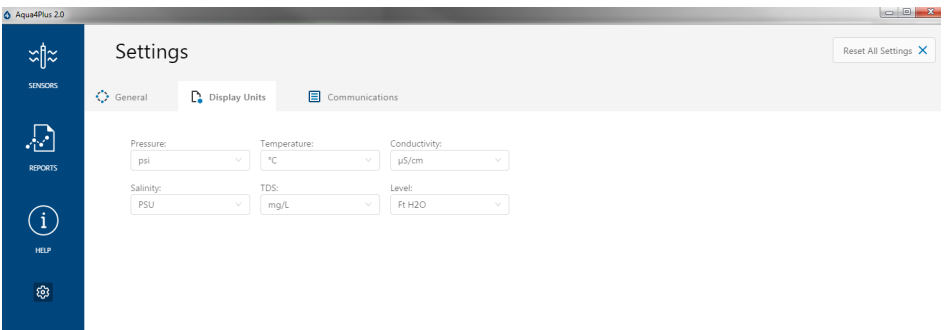 Aqua4Plus 2.0
SENSORS
REPORTS
HELP
Settings
Reset All Settings
General
Display Units
Communications
Pressure:
Temperature:
Conductivity:
psi
°C
µS/cm
Salinity:
TDS:
Level:
PSU
mg/L
Ft H2O